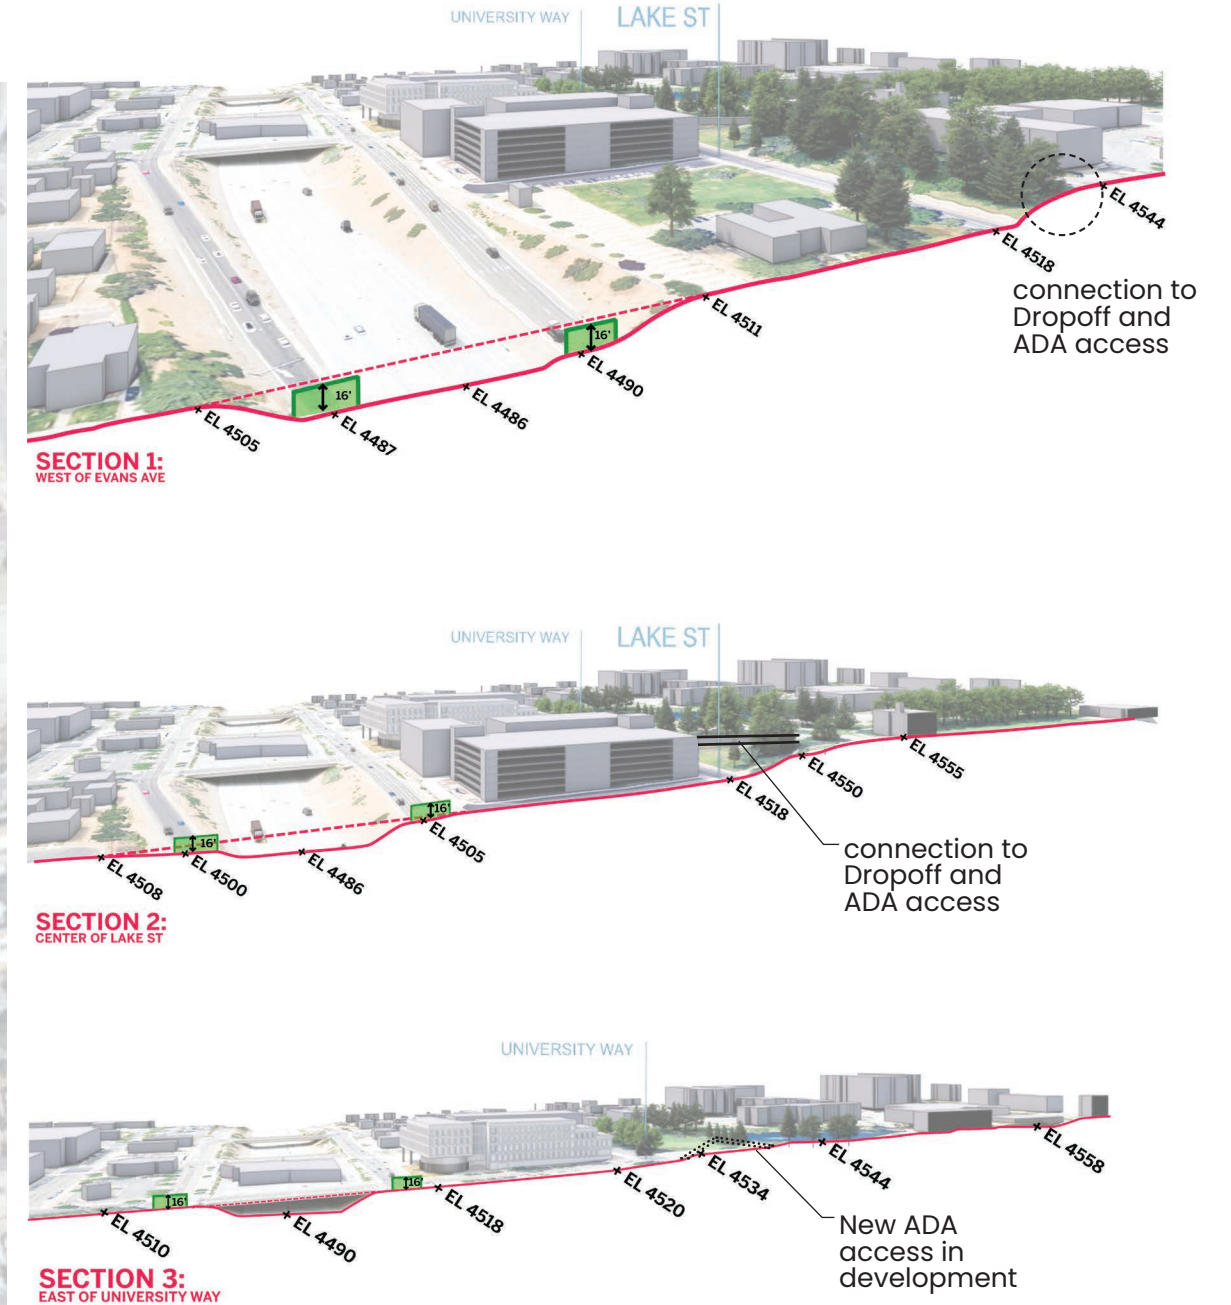 UNIVERSITY WAY
LAKE ST
EL 4544
EL 4518
connection to
Dropoff and
ADA access
EL 4511
16'
EL 4490
EL 4486
16'
EL 4487
EL 4505
SECTION 1:
WEST OF EVANS AVE
UNIVERSITY WAY
LAKE ST
EL 4555
EL 4550
EL 4518
connection to
Dropoff and
ADA access
16'
EL 4505
16'
EL 4486
EL 4500
EL 4508
SECTION 2:
CENTER OF LAKE ST
UNIVERSITY WAY
EL 4558
EL 4544
EL 4534
EL 4520
New ADA
access in
development
16'
EL 4518
16'
EL 4490
EL 4510
SECTION 3:
EAST OF UNIVERSITY WAY